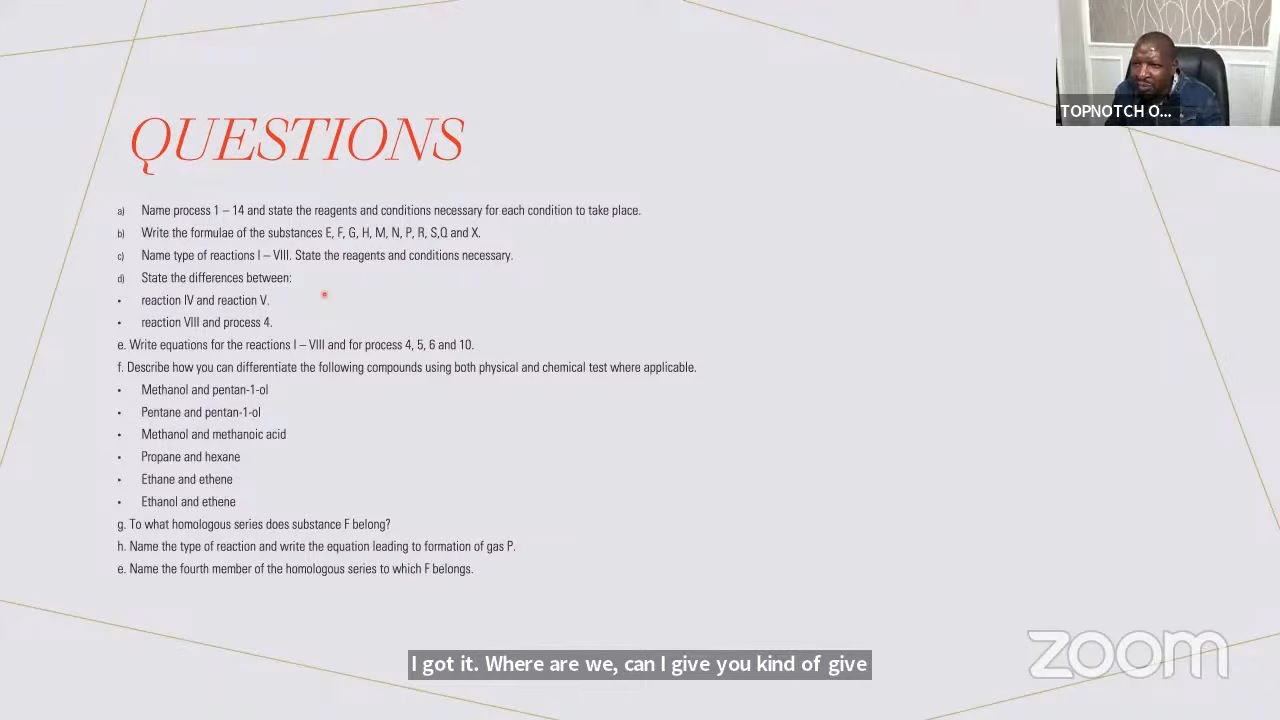 TOPNOTCH O...
QUESTIONS
a) Name process 1 – 14 and state the reagents and conditions necessary for each condition to take place.
b) Write the formulae of the substances E, F, G, H, M, N, P, R, S,Q and X.
c) Name type of reactions I – VIII. State the reagents and conditions necessary.
d) State the differences between:
• reaction IV and reaction V.
• reaction VIII and process 4.
e. Write equations for the reactions I – VIII and for process 4, 5, 6 and 10.
f. Describe how you can differentiate the following compounds using both physical and chemical test where applicable.
• Methanol and pentan-1-ol
• Pentane and pentan-1-ol
• Methanol and methanoic acid
• Propane and hexane
• Ethane and ethene
• Ethanol and ethene
g. To what homologous series does substance F belong?
h. Name the type of reaction and write the equation leading to formation of gas P.
e. Name the fourth member of the homologous series to which F belongs.
I got it. Where are we, can I give you kind of give
zoom